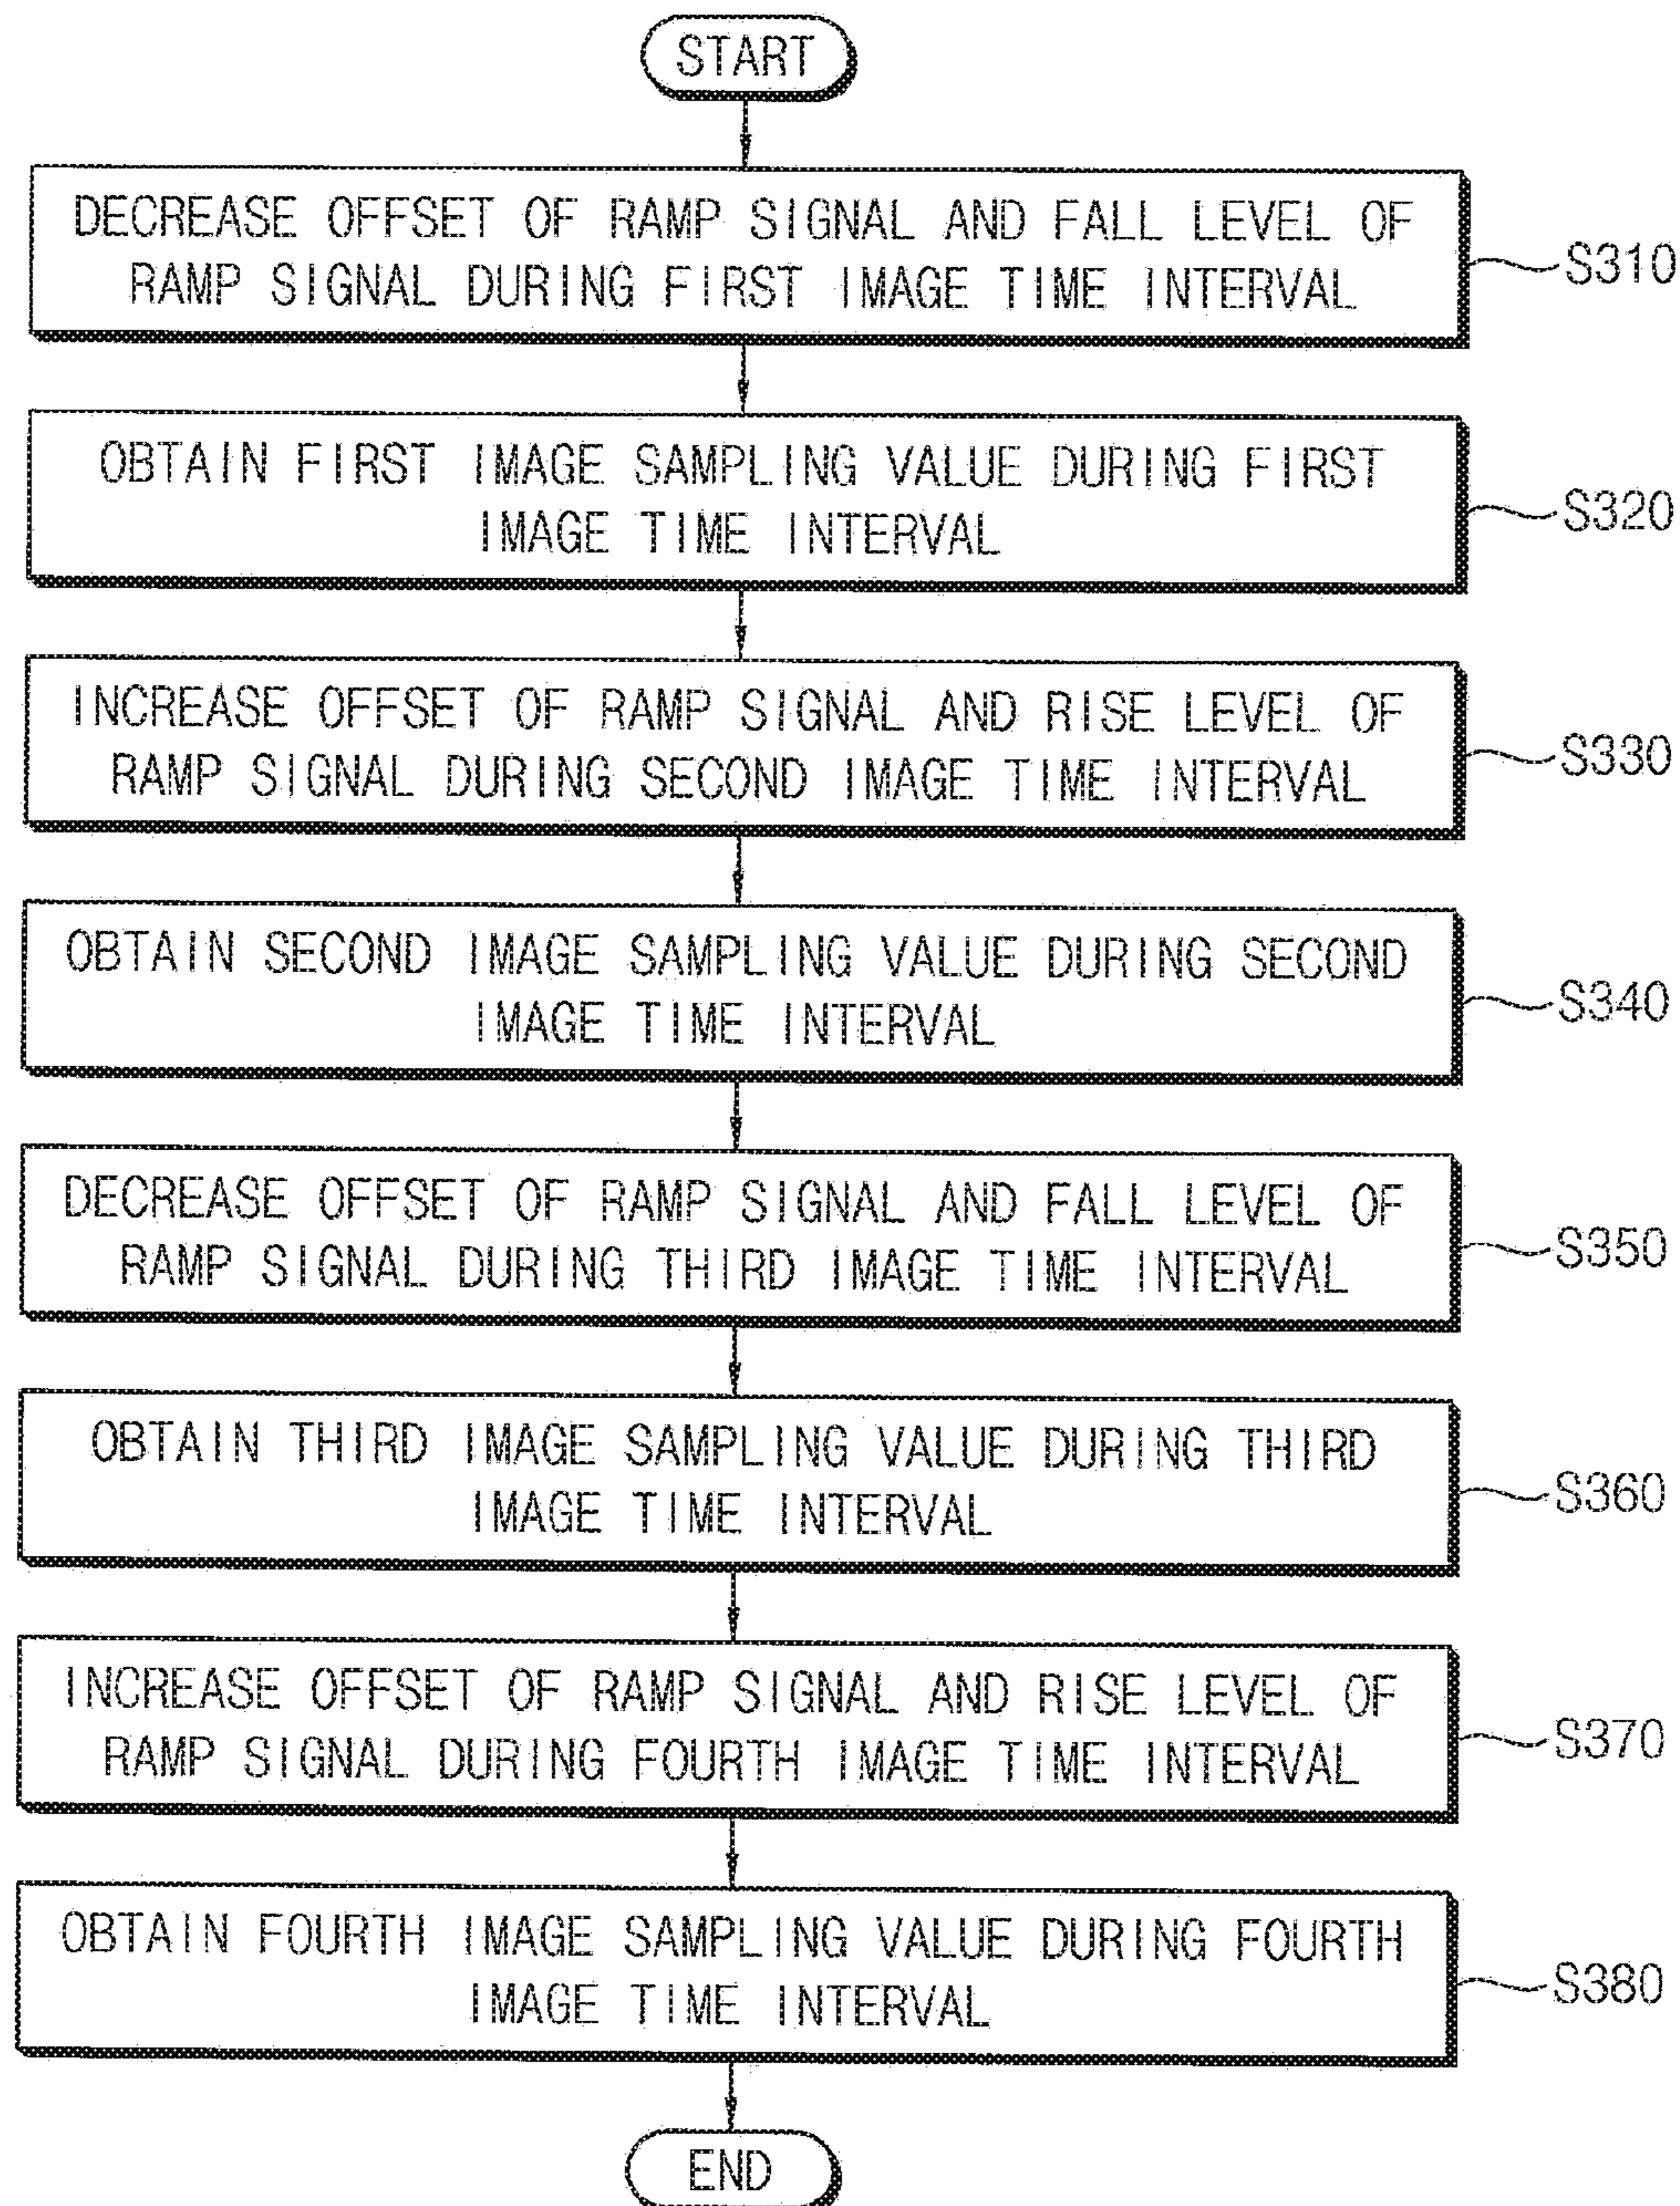 START
DECREASE OFFSET OF RAMP SIGNAL AND FALL LEVEL OF
RAMP SIGNAL DURING FIRST IMAGE TIME INTERVAL
S310
OBTAIN FIRST IMAGE SAMPLING VALUE DURING FIRST
IMAGE TIME INTERVAL
S320
INCREASE OFFSET OF RAMP SIGNAL AND RISE LEVEL OF
RAMP SIGNAL DURING SECOND IMAGE TIME INTERVAL
S330
OBTAIN SECOND IMAGE SAMPLING VALUE DURING SECOND
IMAGE TIME INTERVAL
S340
DECREASE OFFSET OF RAMP SIGNAL AND FALL LEVEL OF
RAMP SIGNAL DURING THIRD IMAGE TIME INTERVAL
S350
OBTAIN THIRD IMAGE SAMPLING VALUE DURING THIRD
IMAGE TIME INTERVAL
S360
INCREASE OFFSET OF RAMP SIGNAL AND RISE LEVEL OF
RAMP SIGNAL DURING FOURTH IMAGE TIME INTERVAL
S370
OBTAIN FOURTH IMAGE SAMPLING VALUE DURING FOURTH
IMAGE TIME INTERVAL
S380
END